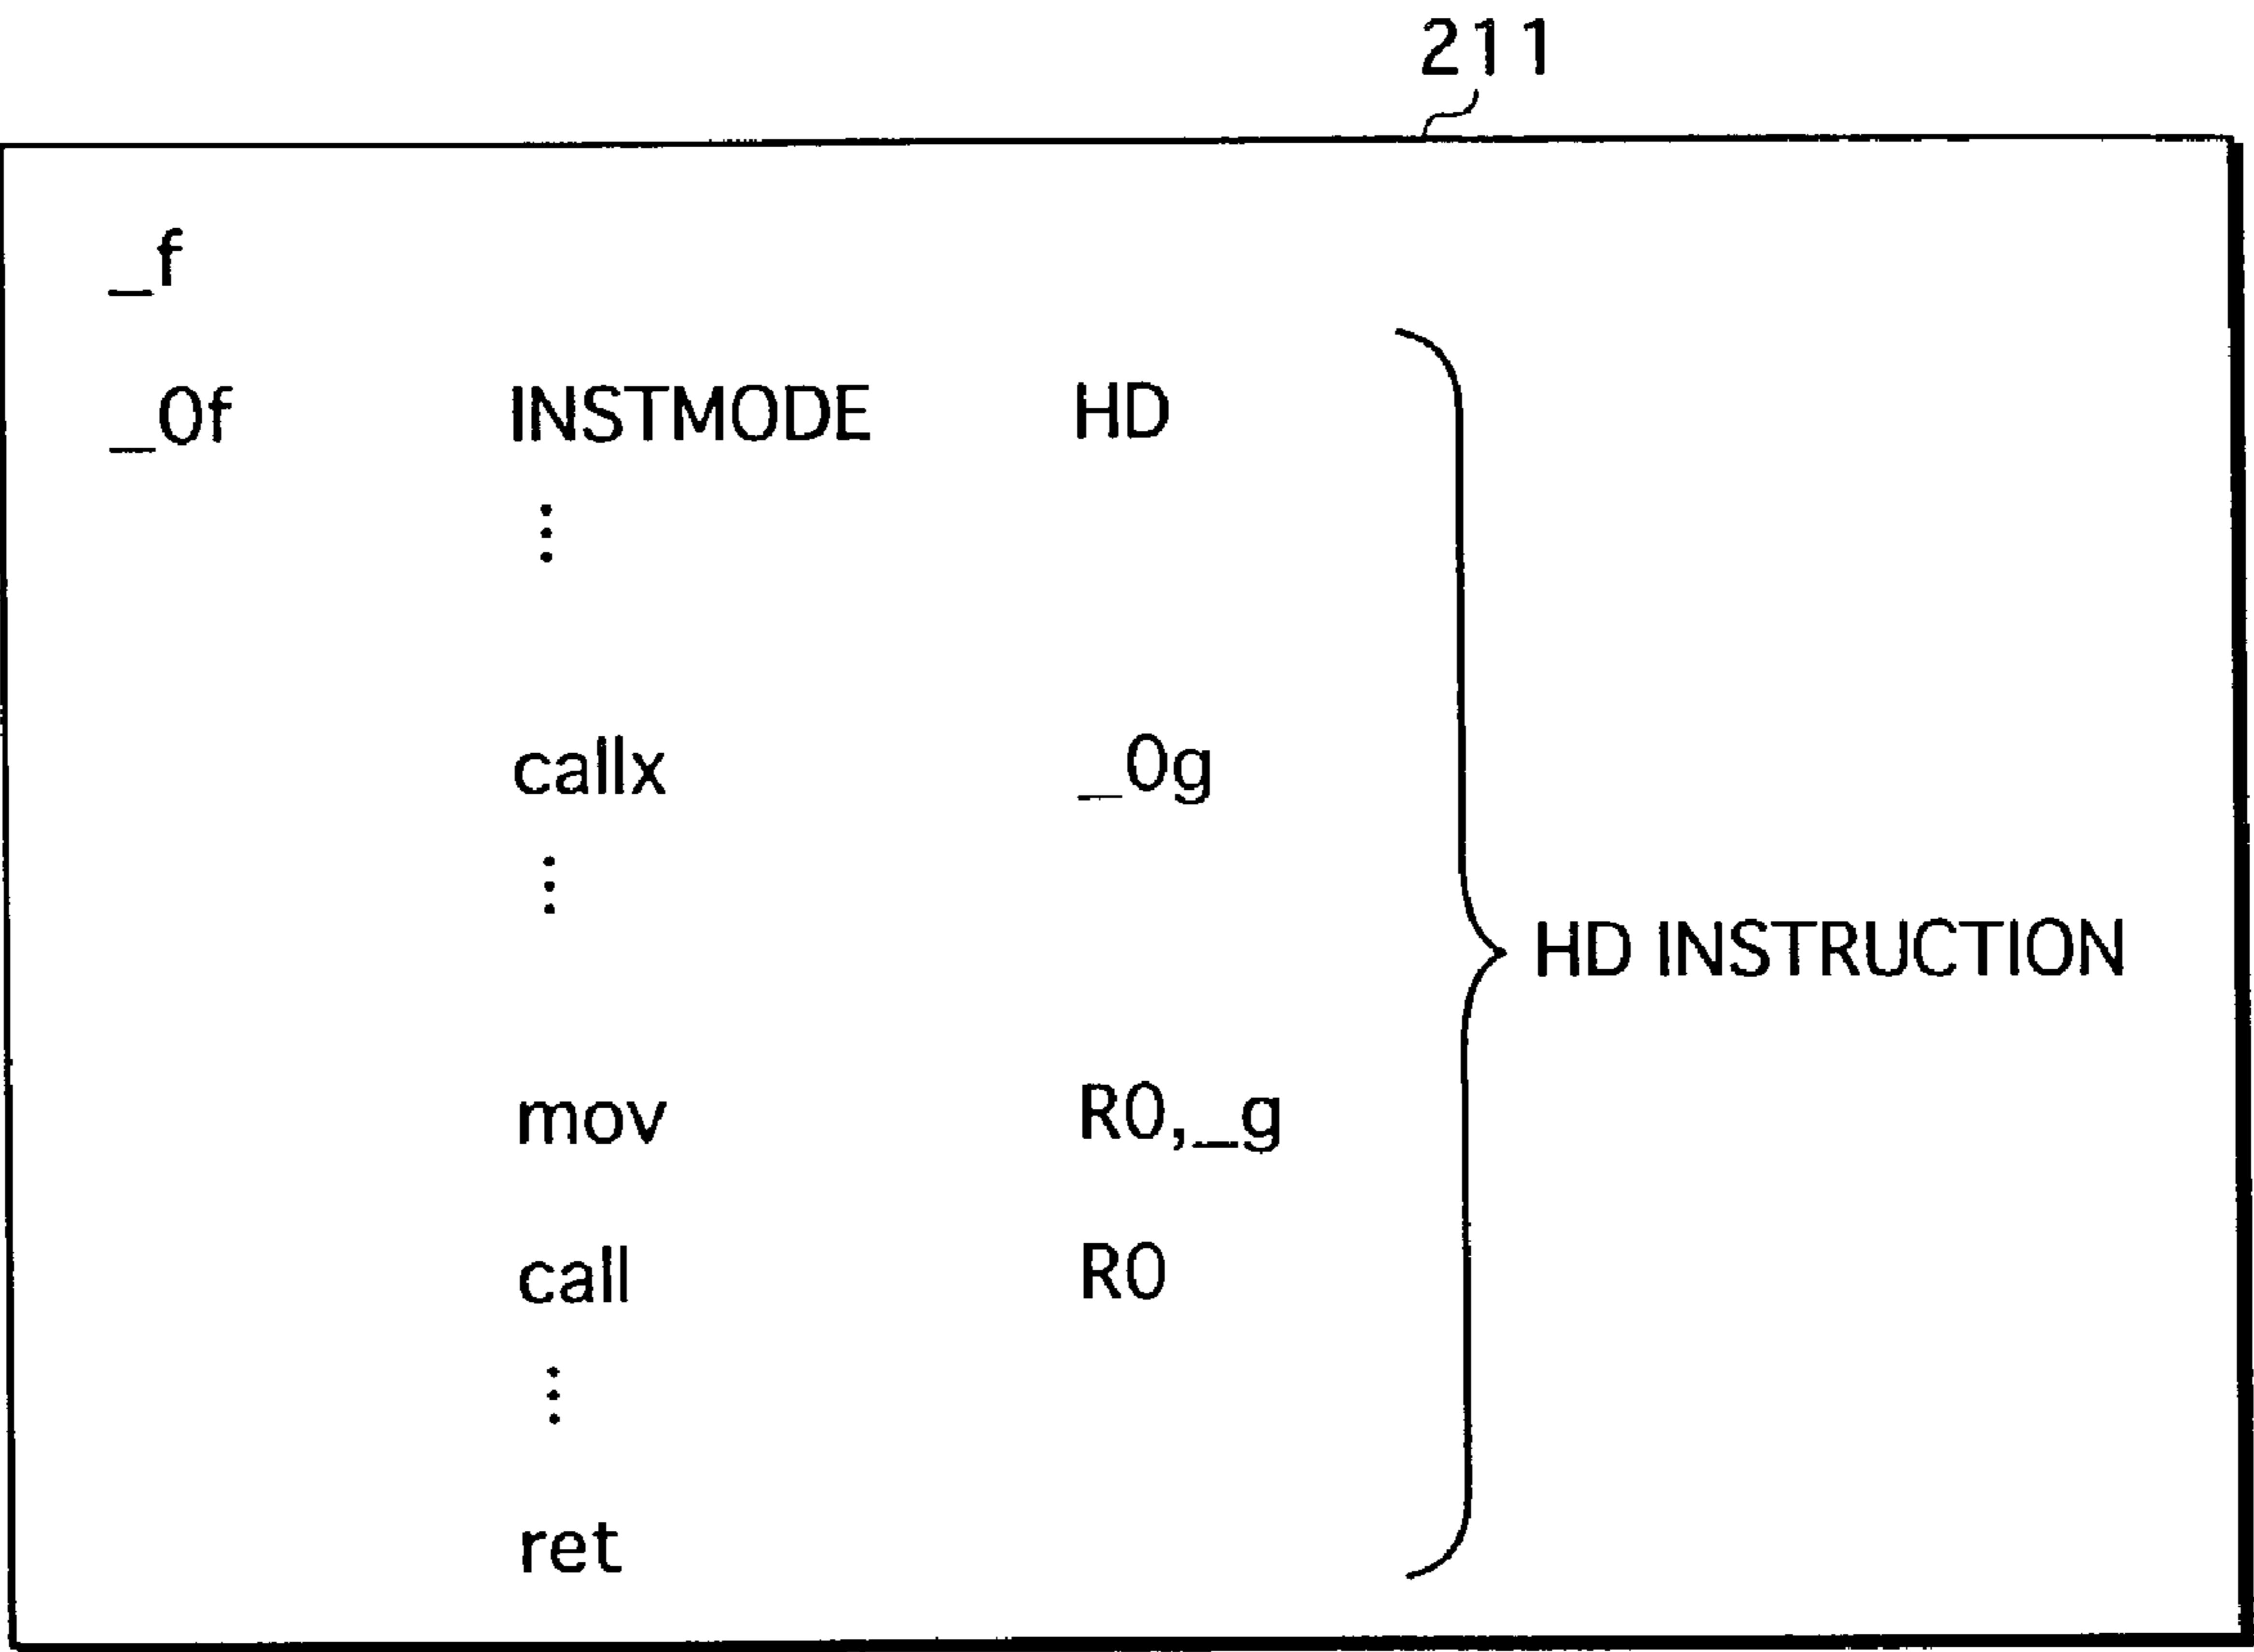 211
_f
_0f INSTMODE HD
⋮
callx _0g
⋮
HD INSTRUCTION
mov R0,_g
call R0
⋮
ret